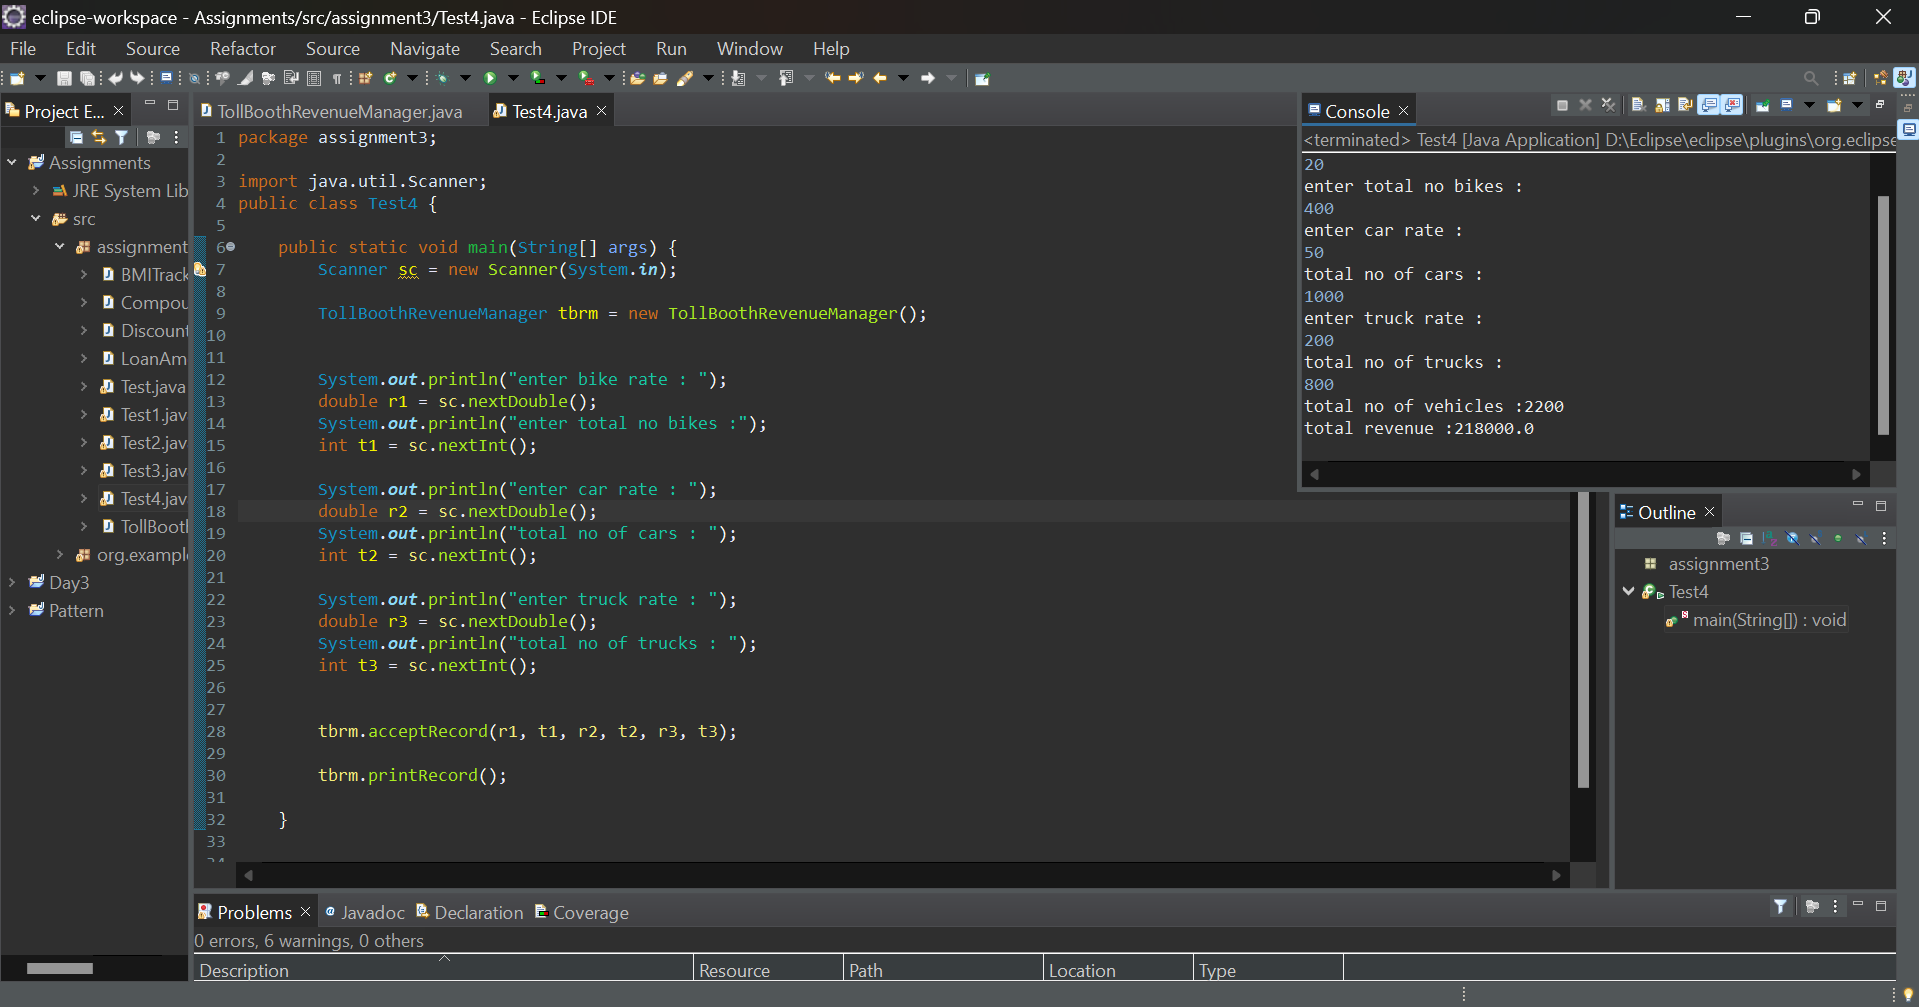 eclipse-workspace - Assignments/src/assignment3/Test4.java - Eclipse IDE
File Edit Source Refactor Source Navigate Search Project Run Window Help
Project E...
Assignments
JRE System Lib
src
assignment
BMITrack
Compou
Discount
LoanAm
Test.java
Test1.jav
Test2.jav
Test3.jav
Test4.jav
TollBooth
org.example
Day3
Pattern
TollBoothRevenueManager.java Test4.java
1 package assignment3;
2
3 import java.util.Scanner;
4 public class Test4 {
5
6 public static void main(String[] args) {
7 Scanner sc = new Scanner(System.in);
8
9 TollBoothRevenueManager tbrm = new TollBoothRevenueManager();
10
11
12 System.out.println("enter bike rate : ");
13 double r1 = sc.nextDouble();
14 System.out.println("enter total no bikes :");
15 int t1 = sc.nextInt();
16
17 System.out.println("enter car rate : ");
18 double r2 = sc.nextDouble();
19 System.out.println("total no of cars : ");
20 int t2 = sc.nextInt();
21
22 System.out.println("enter truck rate : ");
23 double r3 = sc.nextDouble();
24 System.out.println("total no of trucks : ");
25 int t3 = sc.nextInt();
26
27
28 tbrm.acceptRecord(r1, t1, r2, t2, r3, t3);
29
30 tbrm.printRecord();
31
32 }
33
Console
<terminated> Test4 [Java Application] D:\Eclipse\eclipse\plugins\org.eclipse
20
enter total no bikes :
400
enter car rate :
50
total no of cars :
1000
enter truck rate :
200
total no of trucks :
800
total no of vehicles :2200
total revenue :218000.0
Outline
assignment3
Test4
main(String[]) : void
Problems Javadoc Declaration Coverage
0 errors, 6 warnings, 0 others
Description Resource Path Location Type